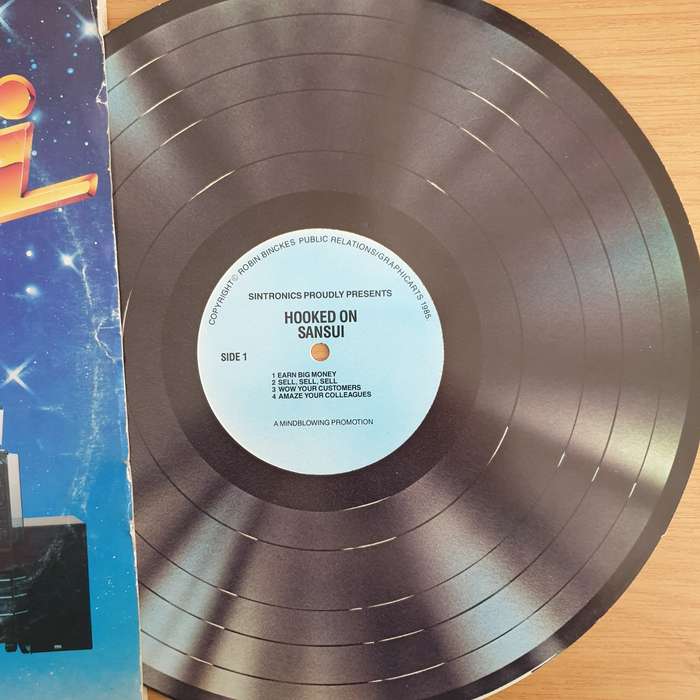 COPYRIGHT© ROBIN BINCKES PUBLIC RELATIONS/GRAPHICARTS 1985.
SINTRONICS PROUDLY PRESENTS
HOOKED ON
SANSUI
SIDE 1
1 EARN BIG MONEY
2 SELL, SELL, SELL
3 WOW YOUR CUSTOMERS
4 AMAZE YOUR COLLEAGUES
A MINDBLOWING PROMOTION
i